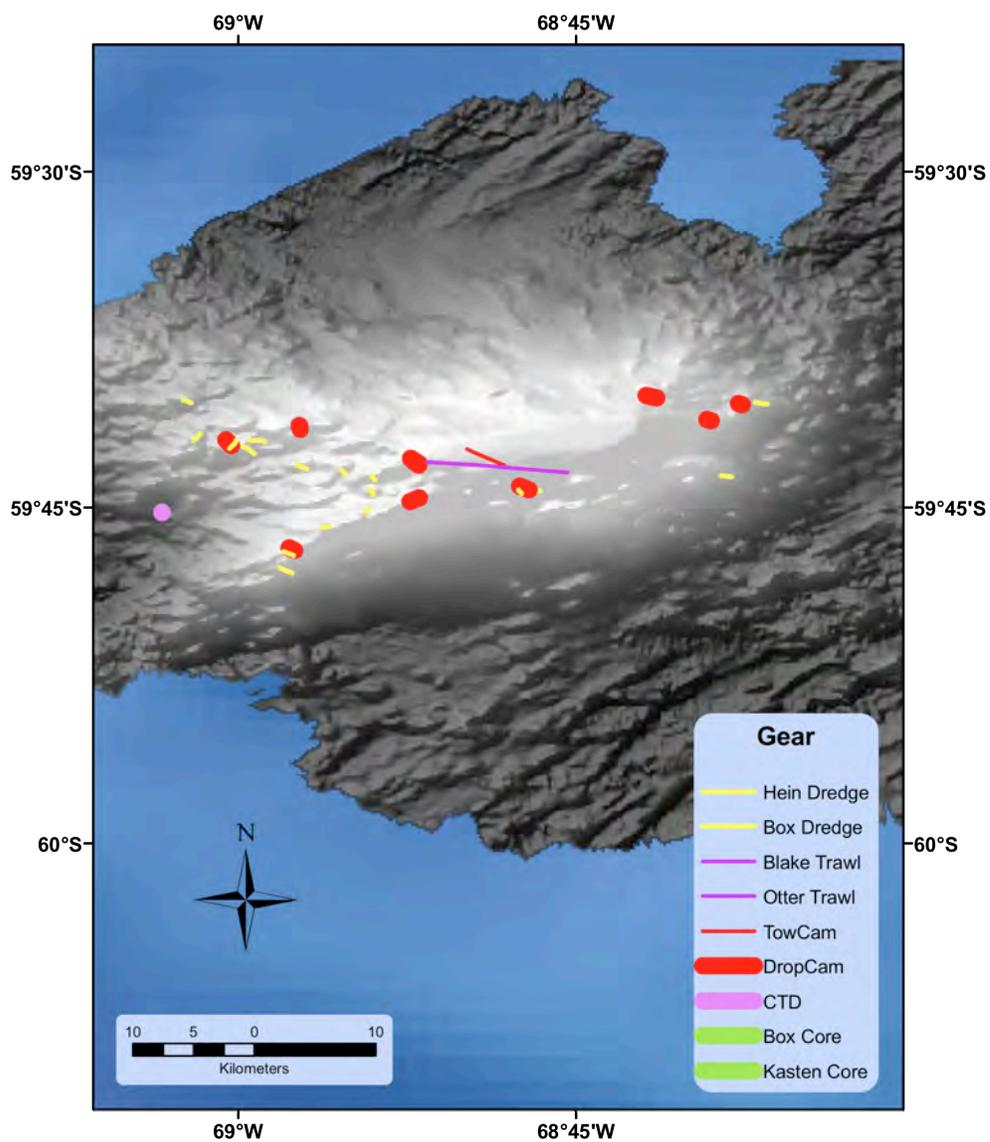 69°W 68°45'W
59°30'S 59°30'S
59°45'S 59°45'S
60°S 60°S
N
Gear
Hein Dredge
Box Dredge
Blake Trawl
Otter Trawl
TowCam
DropCam
CTD
Box Core
Kasten Core
10 5 0 10
Kilometers
69°W 68°45'W